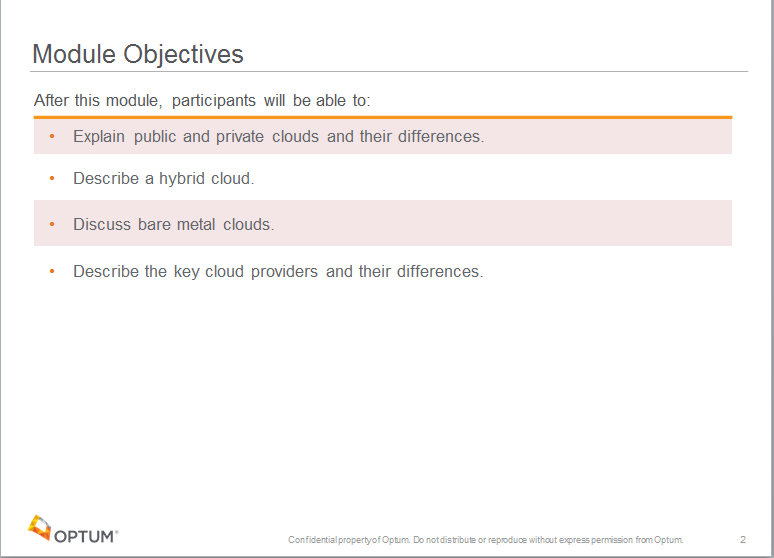 Module Objectives
After this module, participants will be able to:
• Explain public and private clouds and their differences.
• Describe a hybrid cloud.
• Discuss bare metal clouds.
• Describe the key cloud providers and their differences.
OPTUM®
Confidential property of Optum. Do not distribute or reproduce without express permission from Optum.
2